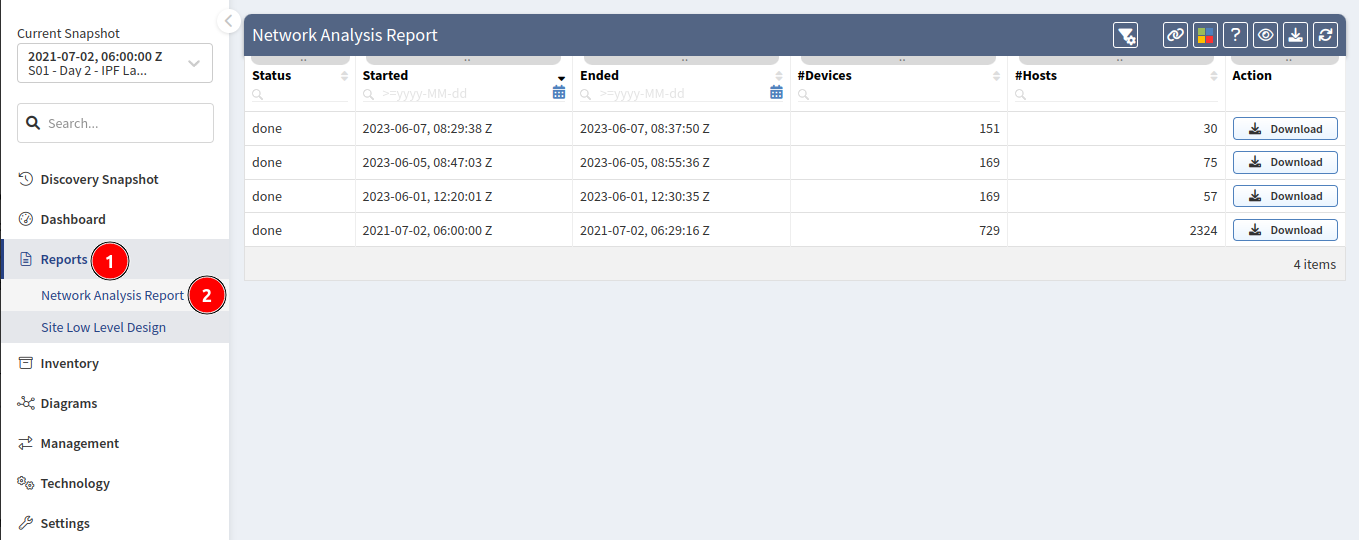 Current Snapshot
2021-07-02, 06:00:00 Z
S01 - Day 2 - IPF La...
Search...
Discovery Snapshot
Dashboard
Reports 1
Network Analysis Report 2
Site Low Level Design
Inventory
Diagrams
Management
Technology
Settings
Network Analysis Report ?
Status Started Ended #Devices #Hosts Action
>=yyyy-MM-dd >=yyyy-MM-dd
done 2023-06-07, 08:29:38 Z 2023-06-07, 08:37:50 Z 151 30 Download
done 2023-06-05, 08:47:03 Z 2023-06-05, 08:55:36 Z 169 75 Download
done 2023-06-01, 12:20:01 Z 2023-06-01, 12:30:35 Z 169 57 Download
done 2021-07-02, 06:00:00 Z 2021-07-02, 06:29:16 Z 729 2324 Download
4 items